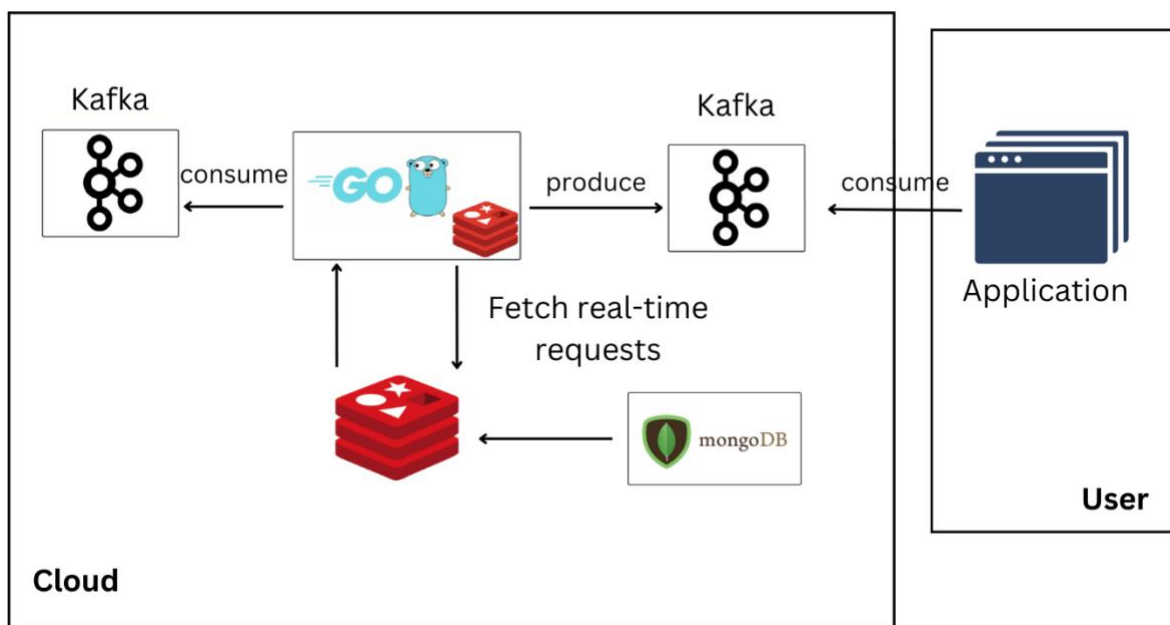 Kafka
Kafka
consume
GO
produce
consume
Application
Fetch real-time
requests
mongoDB
User
Cloud